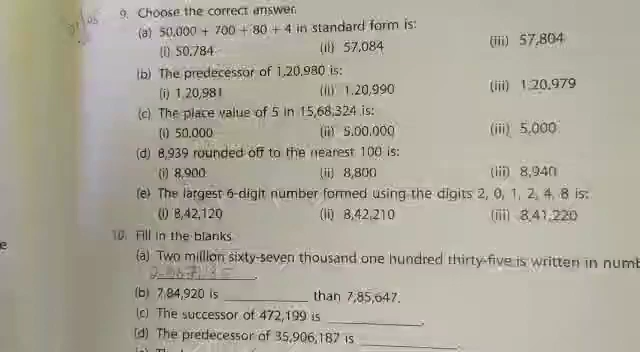 9. Choose the correct answer.
(a) 50,000 + 700 + 80 + 4 in standard form is:
(i) 50,784 (ii) 57,084 (iii) 57,804
(b) The predecessor of 1,20,980 is:
(i) 1,20,981 (ii) 1,20,990 (iii) 1,20,979
(c) The place value of 5 in 15,68,324 is:
(i) 50,000 (ii) 5,00,000 (iii) 5,000
(d) 8,939 rounded off to the nearest 100 is:
(i) 8,900 (ii) 8,800 (iii) 8,940
(e) The largest 6-digit number formed using the digits 2, 0, 1, 2, 4, 8 is:
(i) 8,42,120 (ii) 8,42,210 (iii) 8,41,220
10. Fill in the blanks.
(a) Two million sixty-seven thousand one hundred thirty-five is written in numb
(b) 7,84,920 is ____________ than 7,85,647.
(c) The successor of 472,199 is ____________.
(d) The predecessor of 35,906,187 is ____________